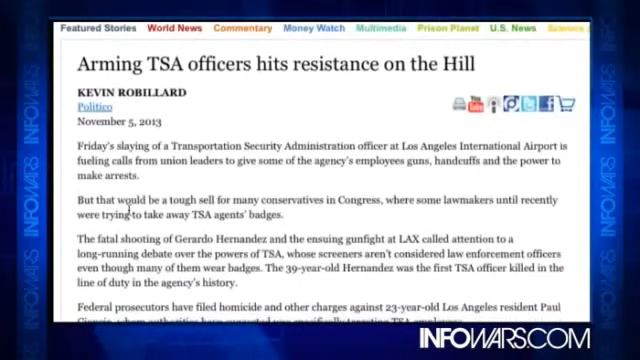 Featured Stories World News Commentary Money Watch Multimedia Prison Planet U.S. News Science
Arming TSA officers hits resistance on the Hill
KEVIN ROBILLARD
Politico
November 5, 2013
Friday's slaying of a Transportation Security Administration officer at Los Angeles International Airport is
fueling calls from union leaders to give some of the agency's employees guns, handcuffs and the power to
make arrests.
But that would be a tough sell for many conservatives in Congress, where some lawmakers until recently
were trying to take away TSA agents' badges.
The fatal shooting of Gerardo Hernandez and the ensuing gunfight at LAX called attention to a
long-running debate over the powers of TSA, whose screeners aren't considered law enforcement officers
even though many of them wear badges. The 39-year-old Hernandez was the first TSA officer killed in the
line of duty in the agency's history.
Federal prosecutors have filed homicide and other charges against 23-year-old Los Angeles resident Paul
INFOWARS.COM
INFOWARS
INFOWARS
INFOWARS
INFOWARS